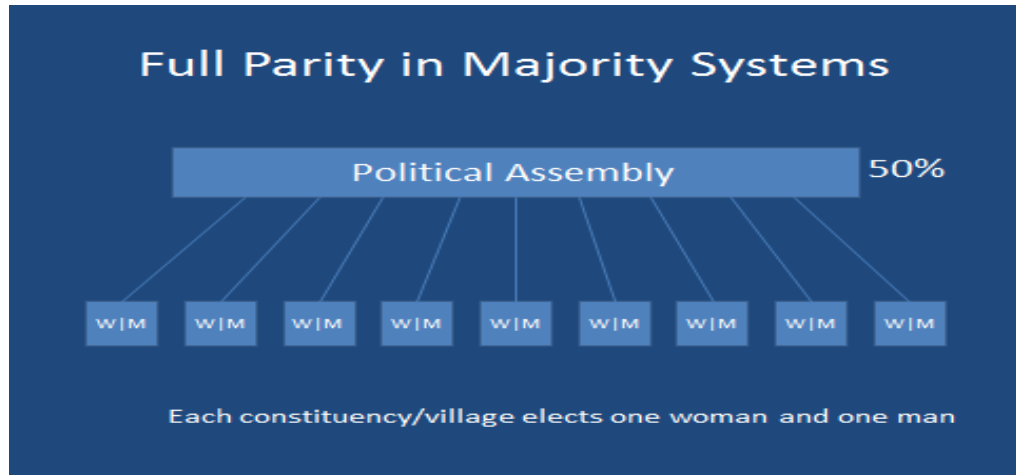 Full Parity in Majority Systems
Political Assembly
50%
W|M
W|M
W|M
W|M
W|M
W|M
W|M
W|M
W|M
Each constituency/village elects one woman and one man